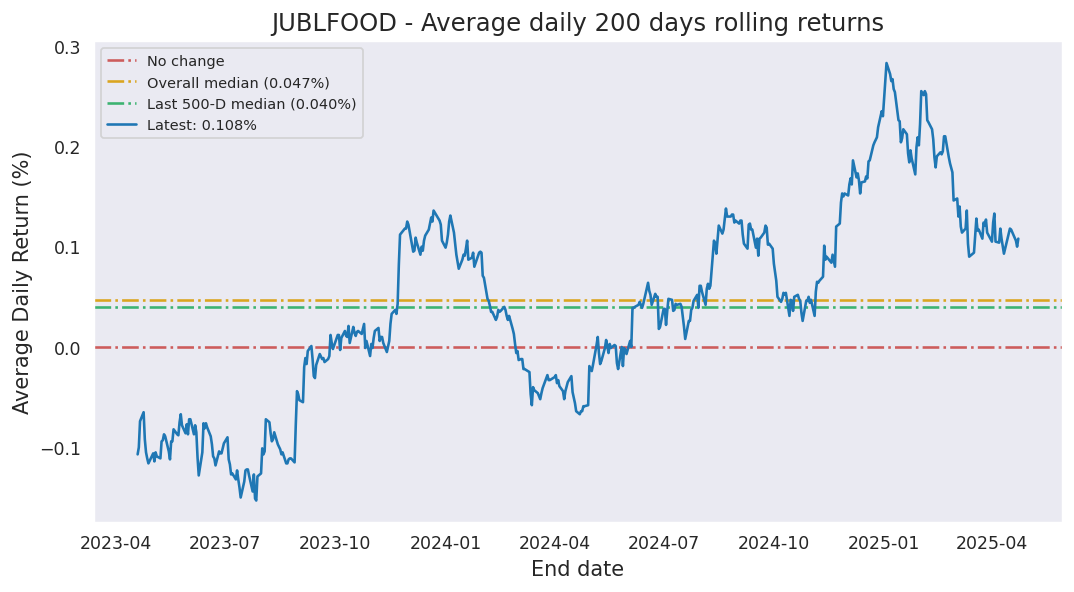 JUBLFOOD - Average daily 200 days rolling returns
No change
Overall median (0.047%)
Last 500-D median (0.040%)
Latest: 0.108%
Average Daily Return (%)
0.3
0.2
0.1
0.0
−0.1
2023-04 2023-07 2023-10 2024-01 2024-04 2024-07 2024-10 2025-01 2025-04
End date